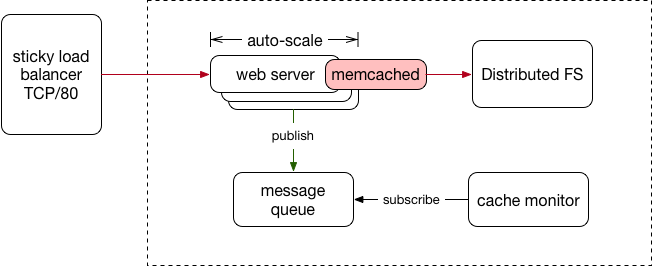 sticky load
balancer
TCP/80
auto-scale
web server
memcached
Distributed FS
publish
message
queue
subscribe
cache monitor